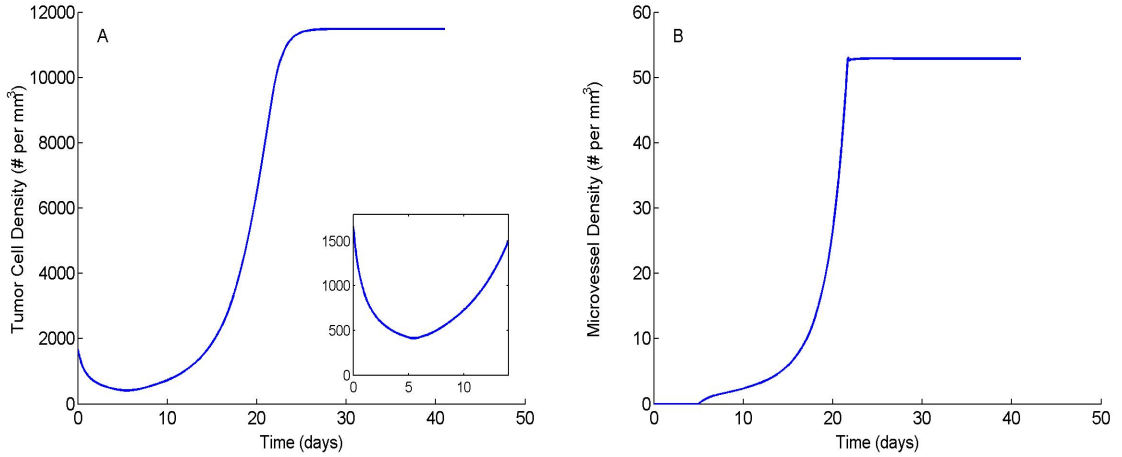 A
12000
10000
8000
6000
4000
2000
0
Tumor Cell Density (# per mm³)
0 10 20 30 40 50
Time (days)
1500
1000
500
0
0 5 10
B
60
50
40
30
20
10
0
Microvessel Density (# per mm³)
0 10 20 30 40 50
Time (days)